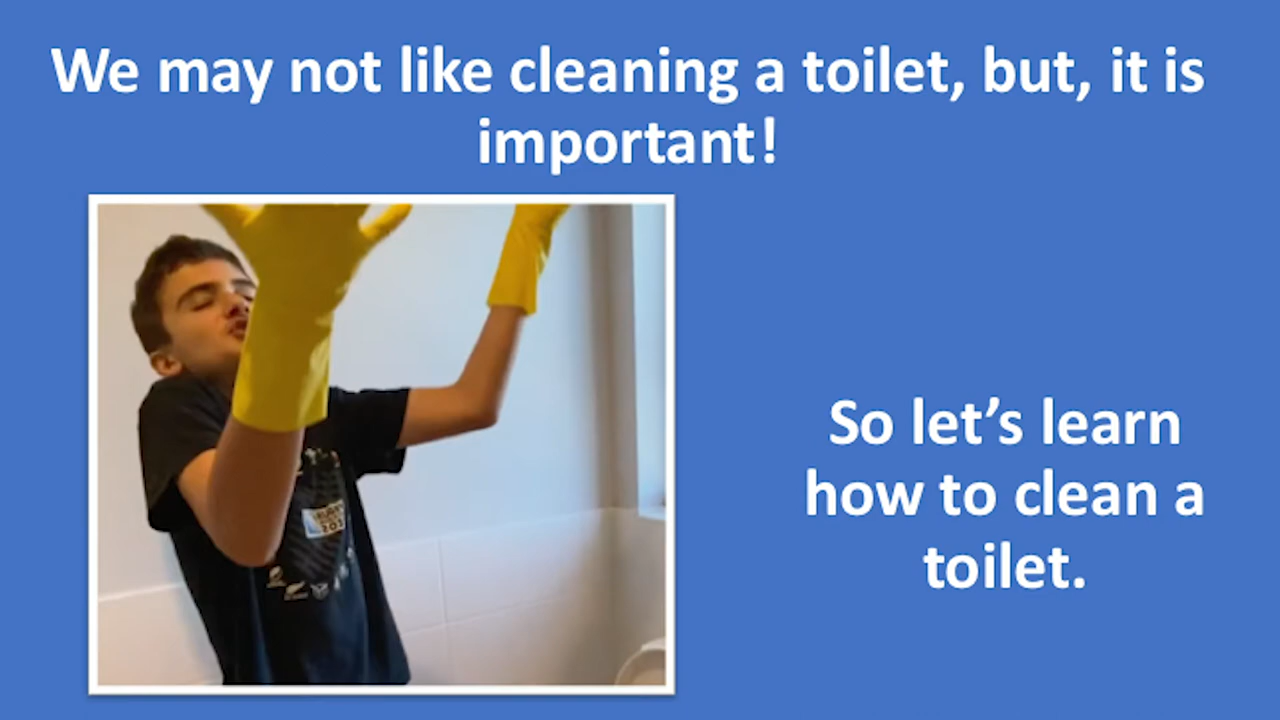 We may not like cleaning a toilet, but, it is
important!
So let's learn
how to clean a
toilet.